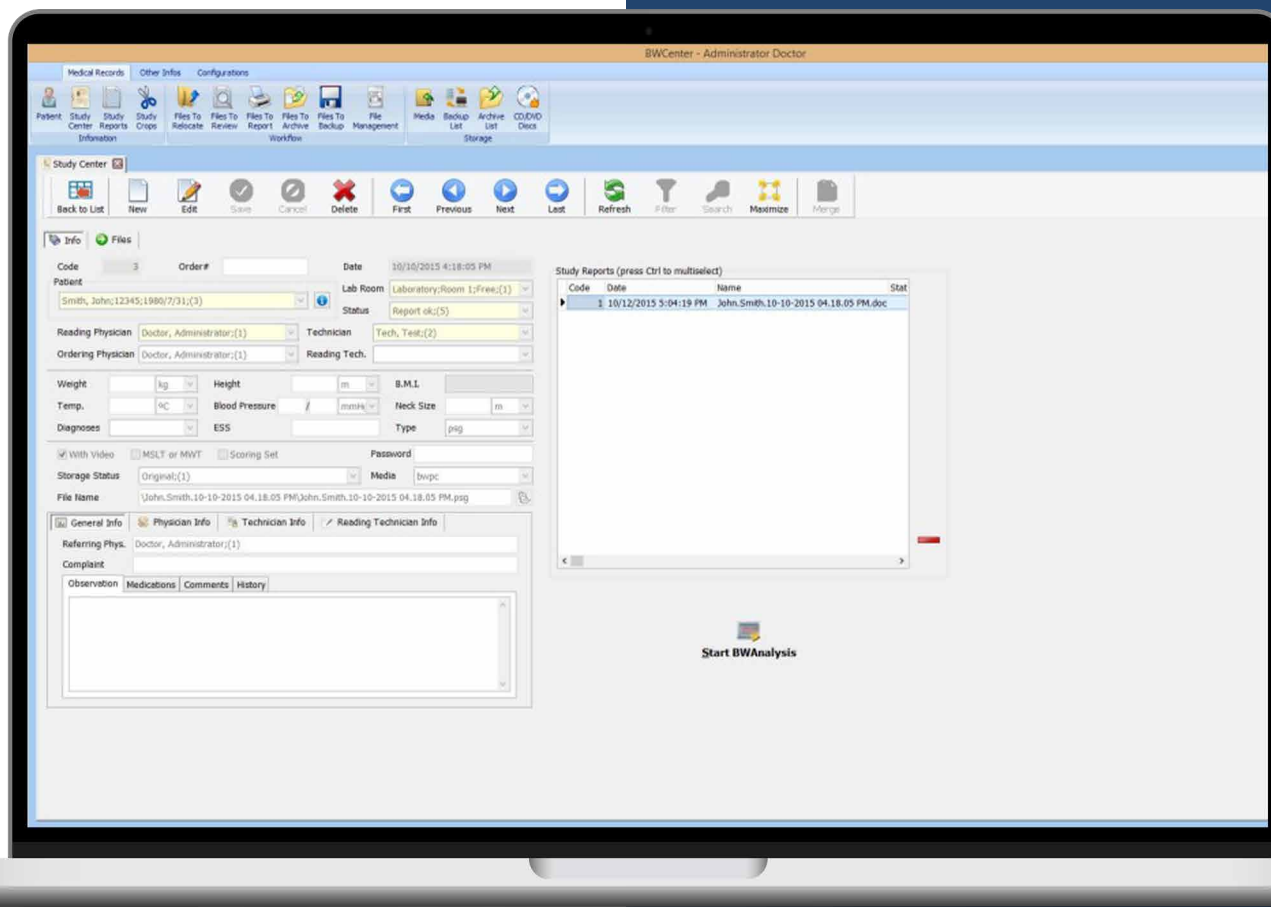 BWCenter - Administrator Doctor
Medical Records Other Infos Configurations
Patient Study Center Study Reports Study Crops Files To Relocate Files To Review Files To Report Files To Archive Files To Backup File Management Media Backup List Archive List CD/DVD Discs
Infomation Workflow Storage
Study Center
Back to List New Edit Save Cancel Delete First Previous Next Last Refresh Filter Search Maximize Merge
Info Files
Code 3 Order# Date 10/10/2015 4:18:05 PM
Patient
Smith, John;12345;1980/7/31;(3)
Lab Room Laboratory;Room 1;Free;(1)
Status Report ok;(5)
Reading Physician Doctor, Administrator;(1) Technician Tech, Test;(2)
Ordering Physician Doctor, Administrator;(1) Reading Tech.
Weight kg Height m B.M.I.
Temp. ºC Blood Pressure / mmH Neck Size m
Diagnoses ESS Type psg
With Video MSLT or MWT Scoring Set Password
Storage Status Original;(1) Media bwpc
File Name \John.Smith.10-10-2015 04.18.05 PM\John.Smith.10-10-2015 04.18.05 PM.psg
General Info Physician Info Technician Info Reading Technician Info
Referring Phys. Doctor, Administrator;(1)
Complaint
Observation Medications Comments History
Study Reports (press Ctrl to multiselect)
Code Date Name Stat
1 10/12/2015 5:04:19 PM John.Smith.10-10-2015 04.18.05 PM.doc
Start BWAnalysis